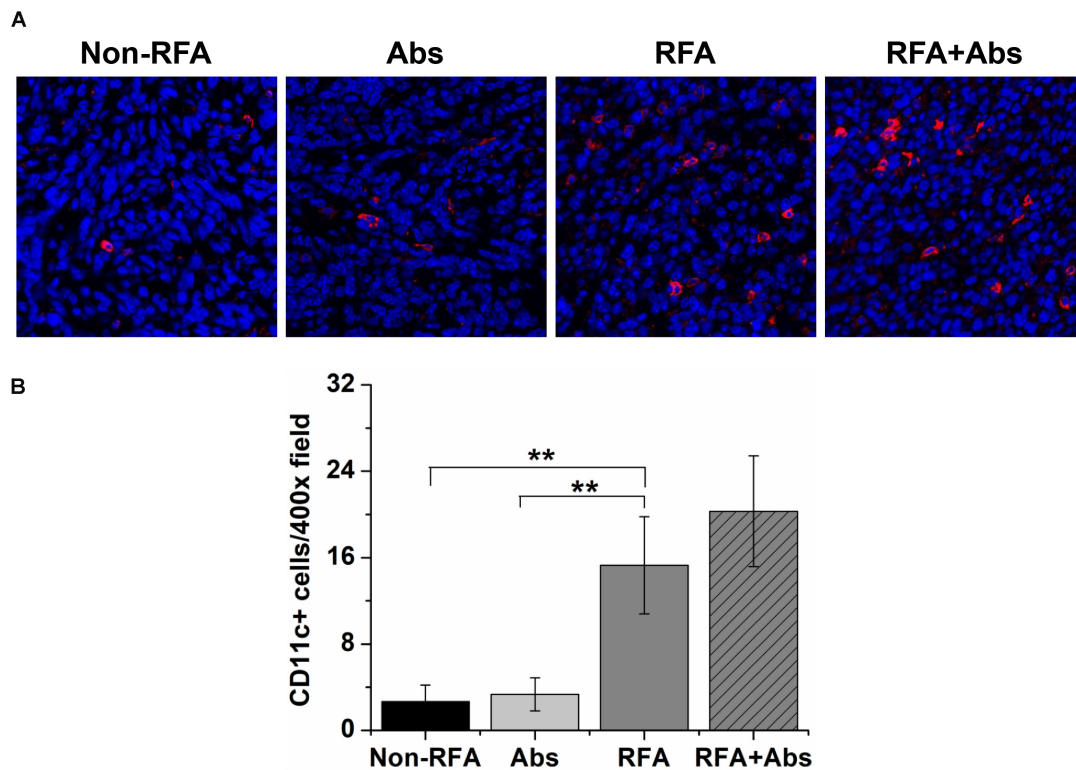 A
Non-RFA Abs RFA RFA+Abs
B
CD11c+ cells/400x field
32
24
16
8
0
**
**
Non-RFA Abs RFA RFA+Abs